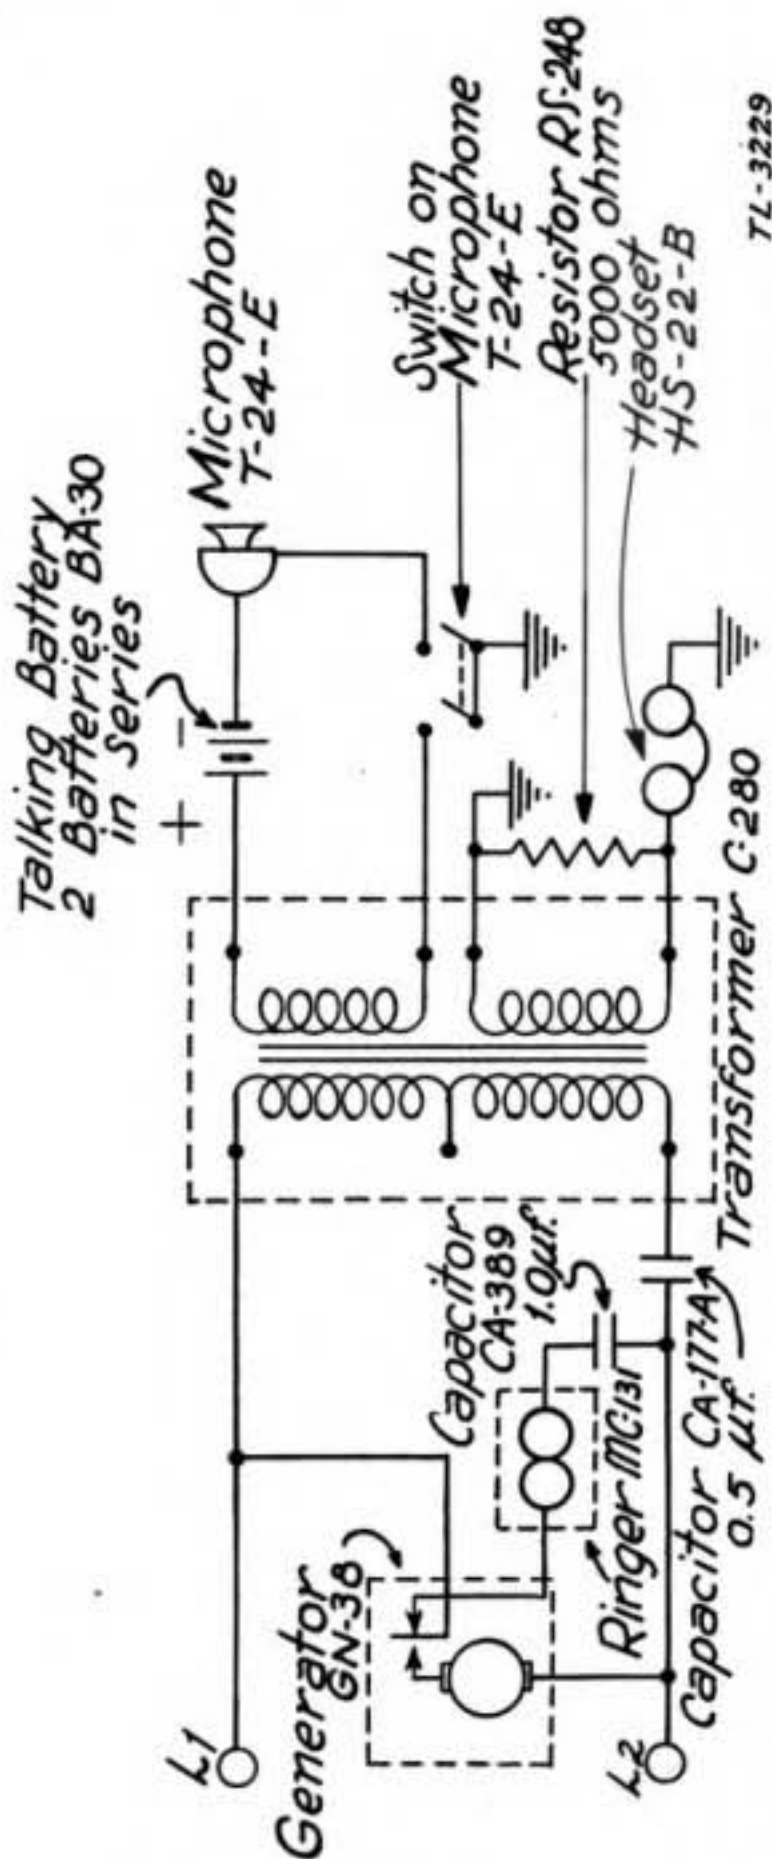 L1
Generator
GN-38
L2
Capacitor
CA-389
1.0µf.
Ringer MC-131
Capacitor CA-177-A
0.5 µf.
Transformer C-280
Talking Battery
2 Batteries BA-30
in Series
+ -
Microphone
T-24-E
Switch on
Microphone
T-24-E
Resistor RS-248
5000 ohms
Headset
HS-22-B
TL-3229